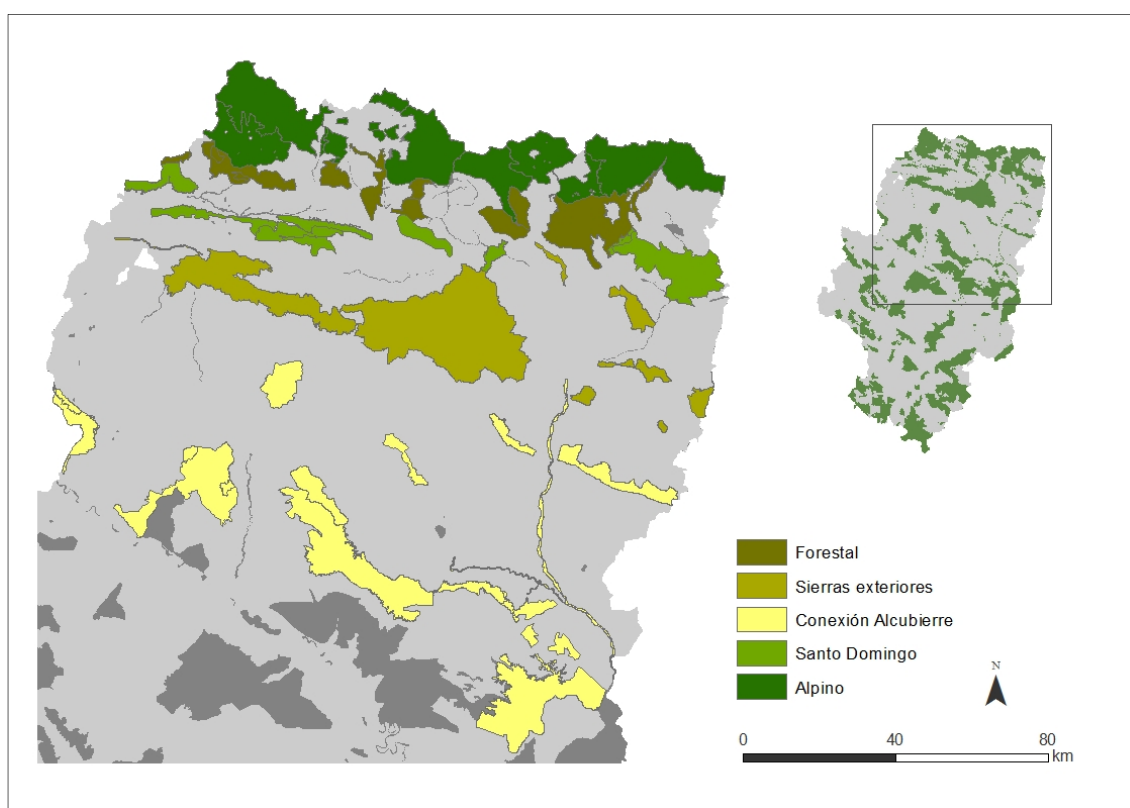 Forestal
Sierras exteriores
Conexión Alcubierre
Santo Domingo
Alpino
N
0 40 80
km